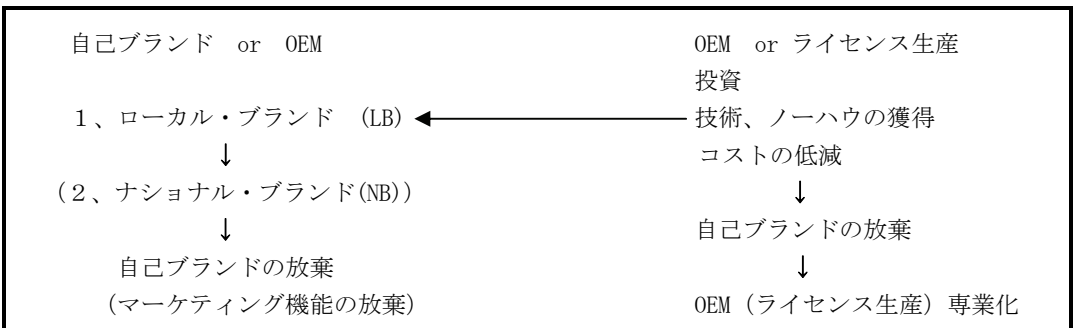 自己ブランド or OEM
OEM or ライセンス生産
投資
１、ローカル・ブランド (LB)
技術、ノーハウの獲得
コストの低減
↓
(２、ナショナル・ブランド(NB))
↓
↓
自己ブランドの放棄
自己ブランドの放棄
↓
(マーケティング機能の放棄)
OEM (ライセンス生産) 専業化